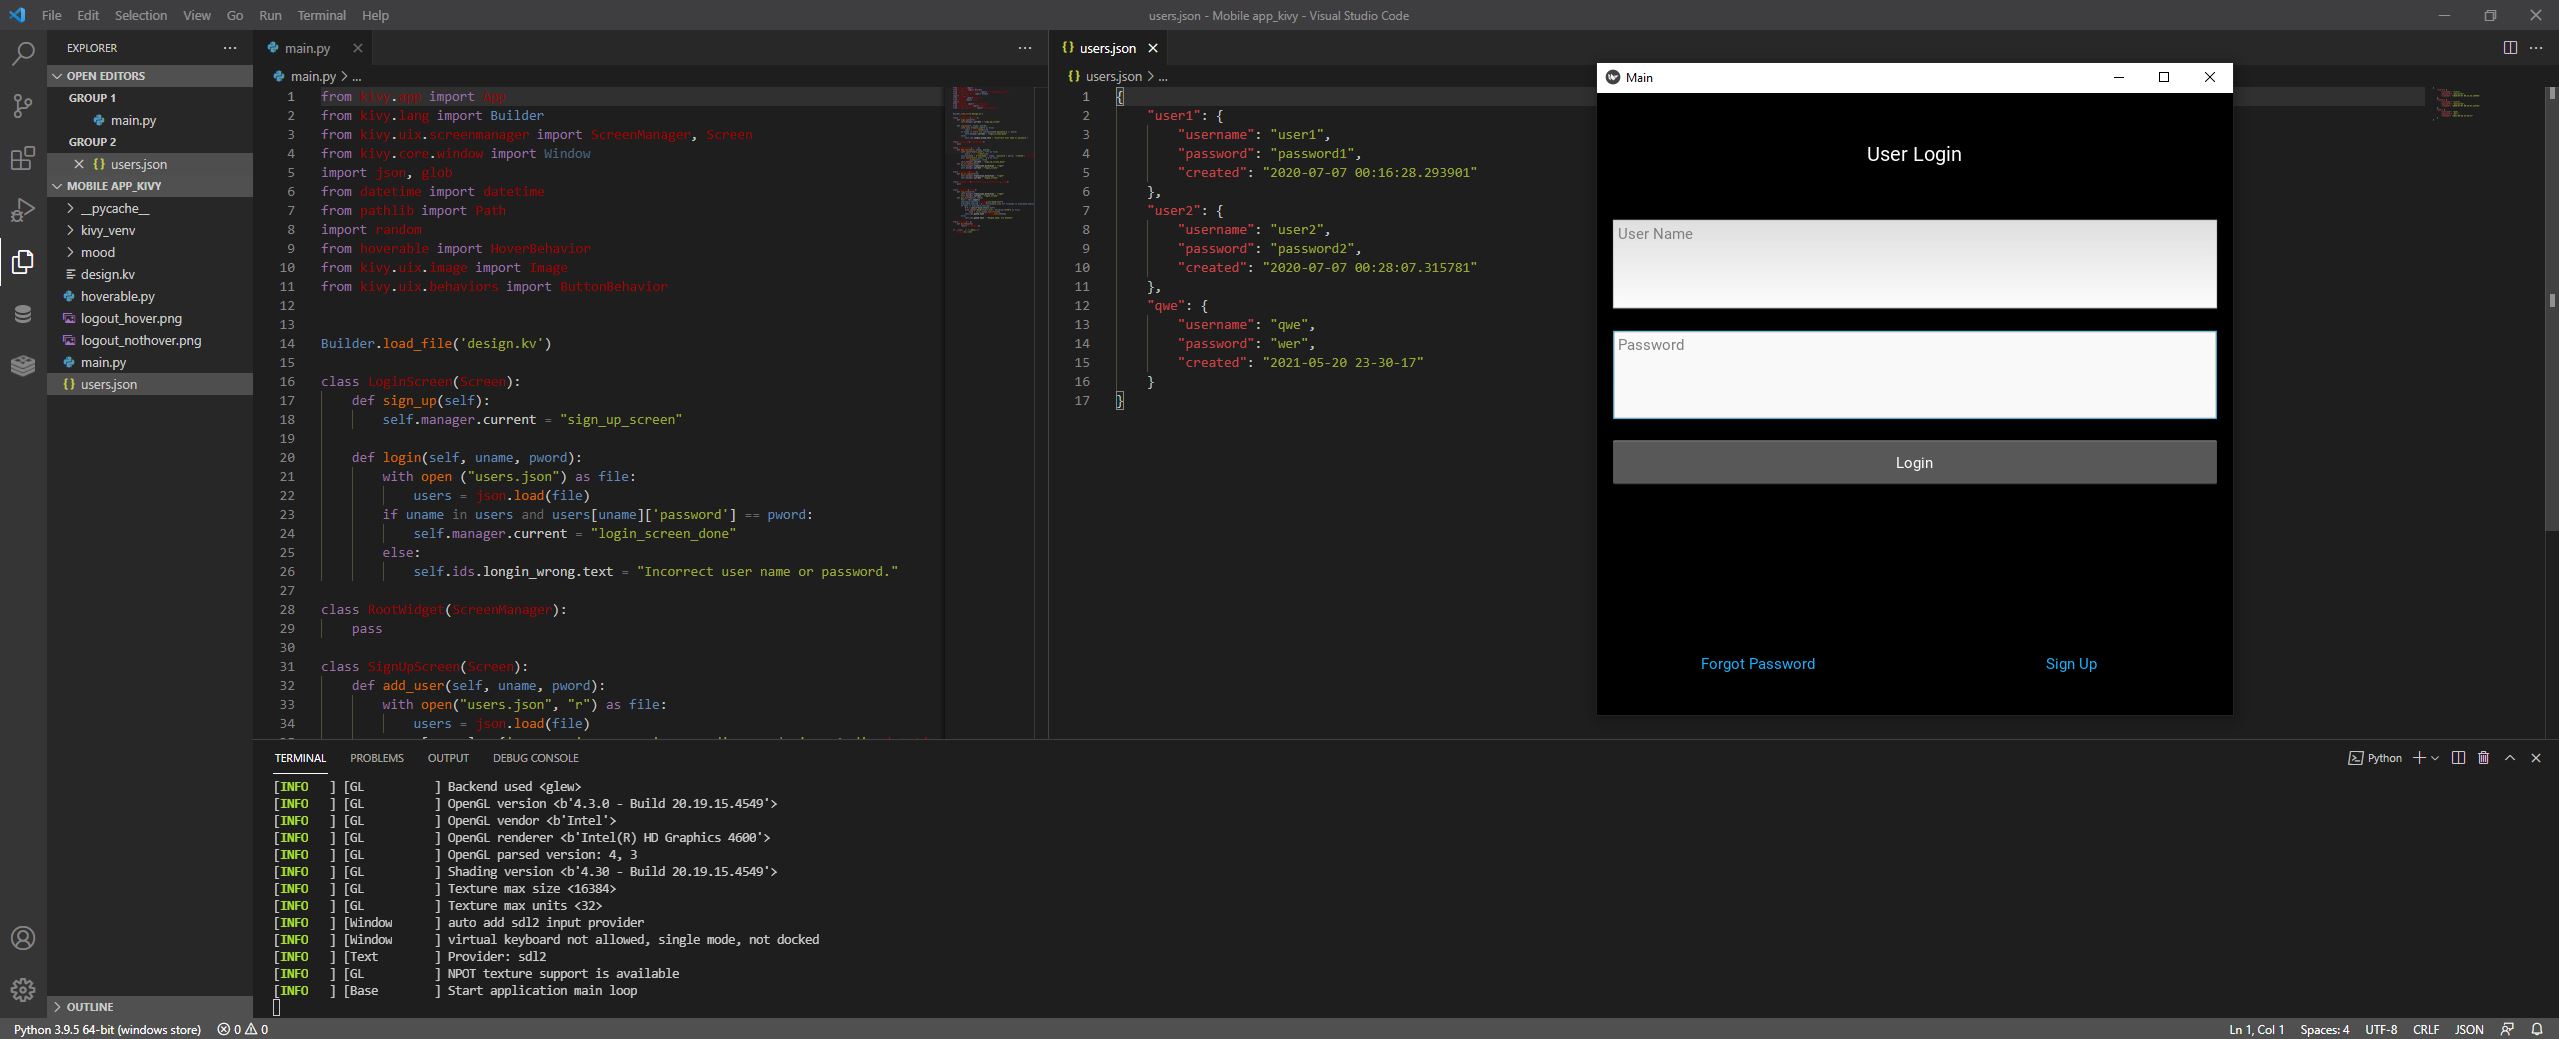 File Edit Selection View Go Run Terminal Help
users.json - Mobile app_kivy - Visual Studio Code
EXPLORER
OPEN EDITORS
GROUP 1
main.py
GROUP 2
users.json
MOBILE APP_KIVY
__pycache__
kivy_venv
mood
design.kv
hoverable.py
logout_hover.png
logout_nothover.png
main.py
users.json
OUTLINE
main.py
main.py > ...
1 from kivy.app import App
2 from kivy.lang import Builder
3 from kivy.uix.screenmanager import ScreenManager, Screen
4 from kivy.core.window import Window
5 import json, glob
6 from datetime import datetime
7 from pathlib import Path
8 import random
9 from hoverable import HoverBehavior
10 from kivy.uix.image import Image
11 from kivy.uix.behaviors import ButtonBehavior
12
13
14 Builder.load_file('design.kv')
15
16 class LoginScreen(Screen):
17 def sign_up(self):
18 self.manager.current = "sign_up_screen"
19
20 def login(self, uname, pword):
21 with open ("users.json") as file:
22 users = json.load(file)
23 if uname in users and users[uname]['password'] == pword:
24 self.manager.current = "login_screen_done"
25 else:
26 self.ids.longin_wrong.text = "Incorrect user name or password."
27
28 class RootWidget(ScreenManager):
29 pass
30
31 class SignUpScreen(Screen):
32 def add_user(self, uname, pword):
33 with open("users.json", "r") as file:
34 users = json.load(file)
users.json
users.json > ...
1 {
2 "user1": {
3 "username": "user1",
4 "password": "password1",
5 "created": "2020-07-07 00:16:28.293901"
6 },
7 "user2": {
8 "username": "user2",
9 "password": "password2",
10 "created": "2020-07-07 00:28:07.315781"
11 },
12 "qwe": {
13 "username": "qwe",
14 "password": "wer",
15 "created": "2021-05-20 23-30-17"
16 }
17 }
Main
User Login
User Name
Password
Login
Forgot Password Sign Up
TERMINAL PROBLEMS OUTPUT DEBUG CONSOLE
Python
[INFO ] [GL ] Backend used <glew>
[INFO ] [GL ] OpenGL version <b'4.3.0 - Build 20.19.15.4549'>
[INFO ] [GL ] OpenGL vendor <b'Intel'>
[INFO ] [GL ] OpenGL renderer <b'Intel(R) HD Graphics 4600'>
[INFO ] [GL ] OpenGL parsed version: 4, 3
[INFO ] [GL ] Shading version <b'4.30 - Build 20.19.15.4549'>
[INFO ] [GL ] Texture max size <16384>
[INFO ] [GL ] Texture max units <32>
[INFO ] [Window ] auto add sdl2 input provider
[INFO ] [Window ] virtual keyboard not allowed, single mode, not docked
[INFO ] [Text ] Provider: sdl2
[INFO ] [GL ] NPOT texture support is available
[INFO ] [Base ] Start application main loop
Python 3.9.5 64-bit (windows store) 0 0
Ln 1, Col 1 Spaces: 4 UTF-8 CRLF JSON